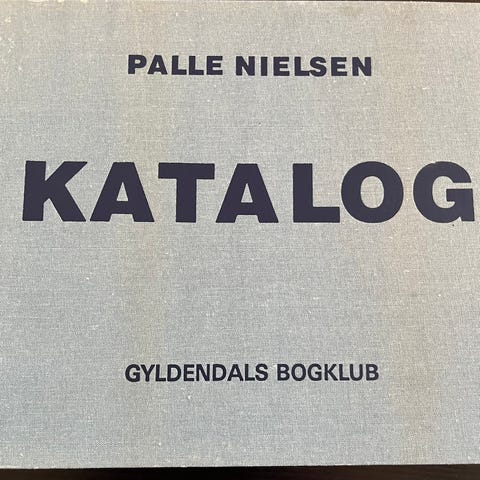 PALLE NIELSEN
KATALOG
GYLDENDALS BOGKLUB